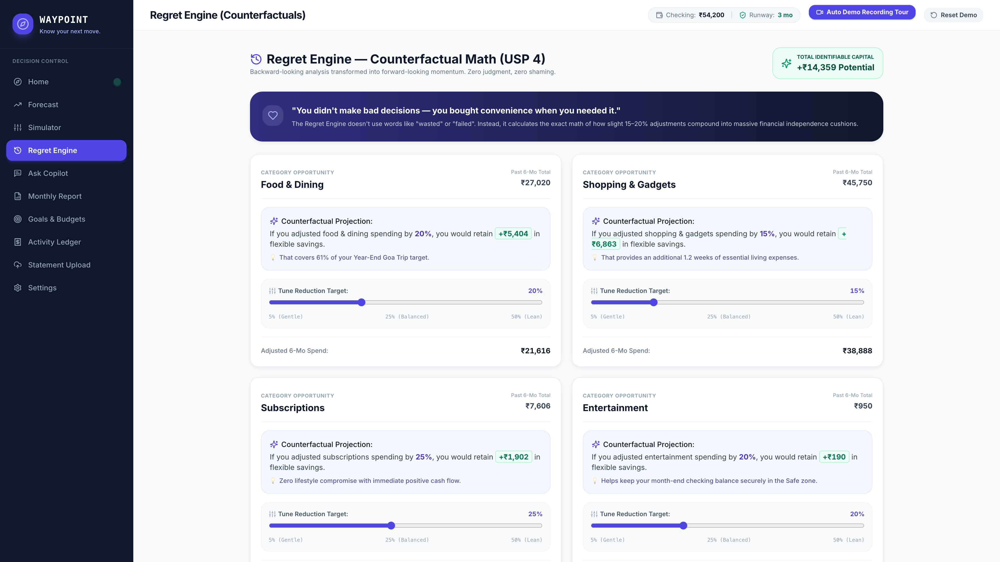 WAYPOINT
Know your next move.
DECISION CONTROL
Home
Forecast
Simulator
Regret Engine
Ask Copilot
Monthly Report
Goals & Budgets
Activity Ledger
Statement Upload
Settings
Regret Engine (Counterfactuals)
Checking: ₹54,200
Runway: 3 mo
Auto Demo Recording Tour
Reset Demo
Regret Engine — Counterfactual Math (USP 4)
Backward-looking analysis transformed into forward-looking momentum. Zero judgment, zero shaming.
TOTAL IDENTIFIABLE CAPITAL
+₹14,359 Potential
"You didn't make bad decisions — you bought convenience when you needed it."
The Regret Engine doesn't use words like "wasted" or "failed". Instead, it calculates the exact math of how slight 15–20% adjustments compound into massive financial independence cushions.
CATEGORY OPPORTUNITY
Past 6-Mo Total
Food & Dining
₹27,020
Counterfactual Projection:
If you adjusted food & dining spending by 20%, you would retain +₹5,404 in
flexible savings.
💡 That covers 61% of your Year-End Goa Trip target.
Tune Reduction Target:
20%
5% (Gentle)
25% (Balanced)
50% (Lean)
Adjusted 6-Mo Spend:
₹21,616
CATEGORY OPPORTUNITY
Past 6-Mo Total
Shopping & Gadgets
₹45,750
Counterfactual Projection:
If you adjusted shopping & gadgets spending by 15%, you would retain +
₹6,863 in flexible savings.
💡 That provides an additional 1.2 weeks of essential living expenses.
Tune Reduction Target:
15%
5% (Gentle)
25% (Balanced)
50% (Lean)
Adjusted 6-Mo Spend:
₹38,888
CATEGORY OPPORTUNITY
Past 6-Mo Total
Subscriptions
₹7,606
Counterfactual Projection:
If you adjusted subscriptions spending by 25%, you would retain +₹1,902 in
flexible savings.
💡 Zero lifestyle compromise with immediate positive cash flow.
Tune Reduction Target:
25%
5% (Gentle)
25% (Balanced)
50% (Lean)
CATEGORY OPPORTUNITY
Past 6-Mo Total
Entertainment
₹950
Counterfactual Projection:
If you adjusted entertainment spending by 20%, you would retain +₹190 in
flexible savings.
💡 Helps keep your month-end checking balance securely in the Safe zone.
Tune Reduction Target:
20%
5% (Gentle)
25% (Balanced)
50% (Lean)